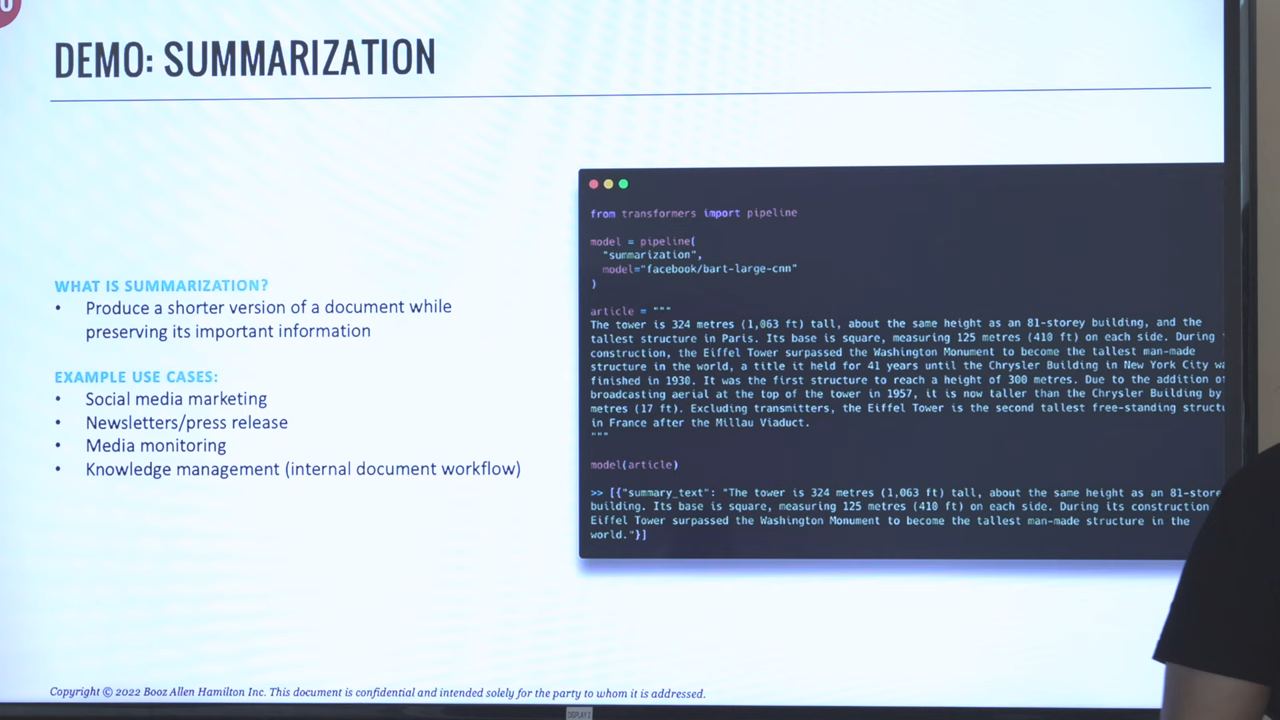 DEMO: SUMMARIZATION
WHAT IS SUMMARIZATION?
• Produce a shorter version of a document while
preserving its important information
EXAMPLE USE CASES:
• Social media marketing
• Newsletters/press release
• Media monitoring
• Knowledge management (internal document workflow)
from transformers import pipeline
model = pipeline(
"summarization",
model="facebook/bart-large-cnn"
)
article = """
The tower is 324 metres (1,063 ft) tall, about the same height as an 81-storey building, and the
tallest structure in Paris. Its base is square, measuring 125 metres (410 ft) on each side. During
construction, the Eiffel Tower surpassed the Washington Monument to become the tallest man-made
structure in the world, a title it held for 41 years until the Chrysler Building in New York City
finished in 1930. It was the first structure to reach a height of 300 metres. Due to the addition of
broadcasting aerial at the top of the tower in 1957, it is now taller than the Chrysler Building by
metres (17 ft). Excluding transmitters, the Eiffel Tower is the second tallest free-standing
in France after the Millau Viaduct.
"""
model(article)
>> [{"summary_text": "The tower is 324 metres (1,063 ft) tall, about the same height as an
building. Its base is square, measuring 125 metres (410 ft) on each side. During its construction
Eiffel Tower surpassed the Washington Monument to become the tallest man-made structure in the
world."}]
Copyright © 2022 Booz Allen Hamilton Inc. This document is confidential and intended solely for the party to whom it is addressed.
DISPLAY 2